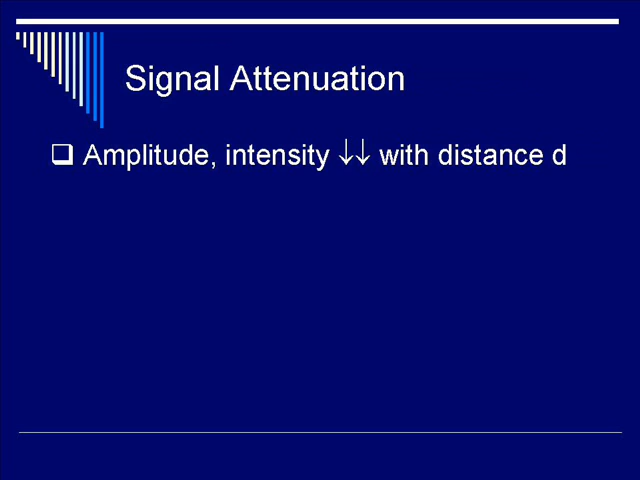 Signal Attenuation
❑ Amplitude, intensity ↓↓ with distance d